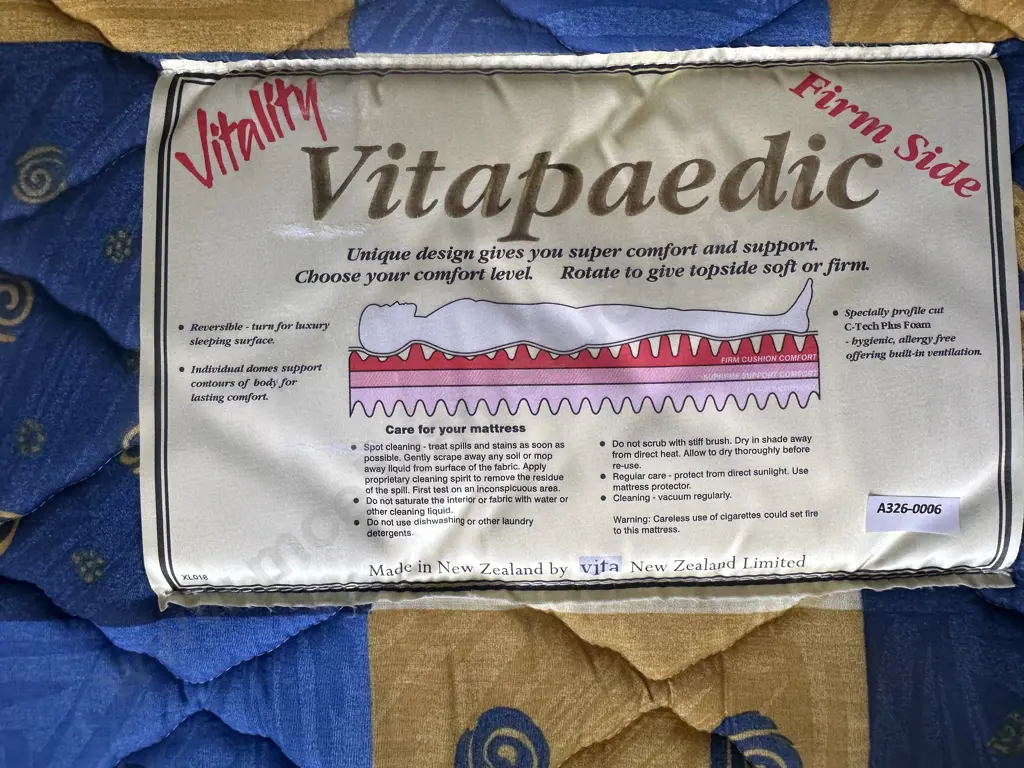 Vitality
Firm Side
Vitapaedic
Unique design gives you super comfort and support.
Choose your comfort level. Rotate to give topside soft or firm.
• Reversible - turn for luxury
sleeping surface.
• Individual domes support
contours of body for
lasting comfort.
• Specially profile cut
C-Tech Plus Foam
- hygienic, allergy free
offering built-in ventilation.
FIRM CUSHION COMFORT
SUPREME SUPPORT COMFORT
Care for your mattress
• Spot cleaning - treat spills and stains as soon as
possible. Gently scrape away any soil or mop
away liquid from surface of the fabric. Apply
proprietary cleaning spirit to remove the residue
of the spill. First test on an inconspicuous area.
• Do not saturate the interior or fabric with water or
other cleaning liquid.
• Do not use dishwashing or other laundry
detergents.
• Do not scrub with stiff brush. Dry in shade away
from direct heat. Allow to dry thoroughly before
re-use.
• Regular care - protect from direct sunlight. Use
mattress protector.
• Cleaning - vacuum regularly.
Warning: Careless use of cigarettes could set fire
to this mattress.
A326-0006
Made in New Zealand by vita New Zealand Limited
XL018